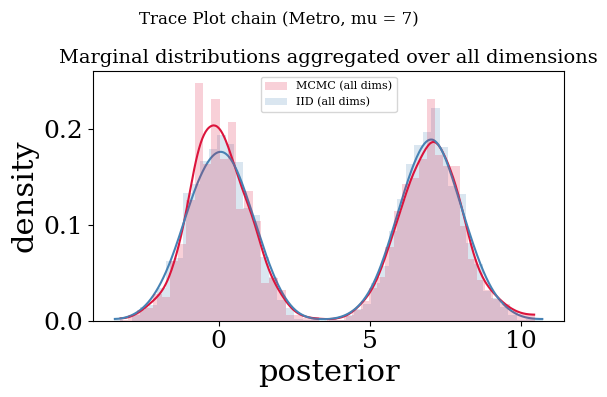 Trace Plot chain (Metro, mu = 7)
Marginal distributions aggregated over all dimensions
MCMC (all dims)
IID (all dims)
density
0.2
0.1
0.0
0 5 10
posterior